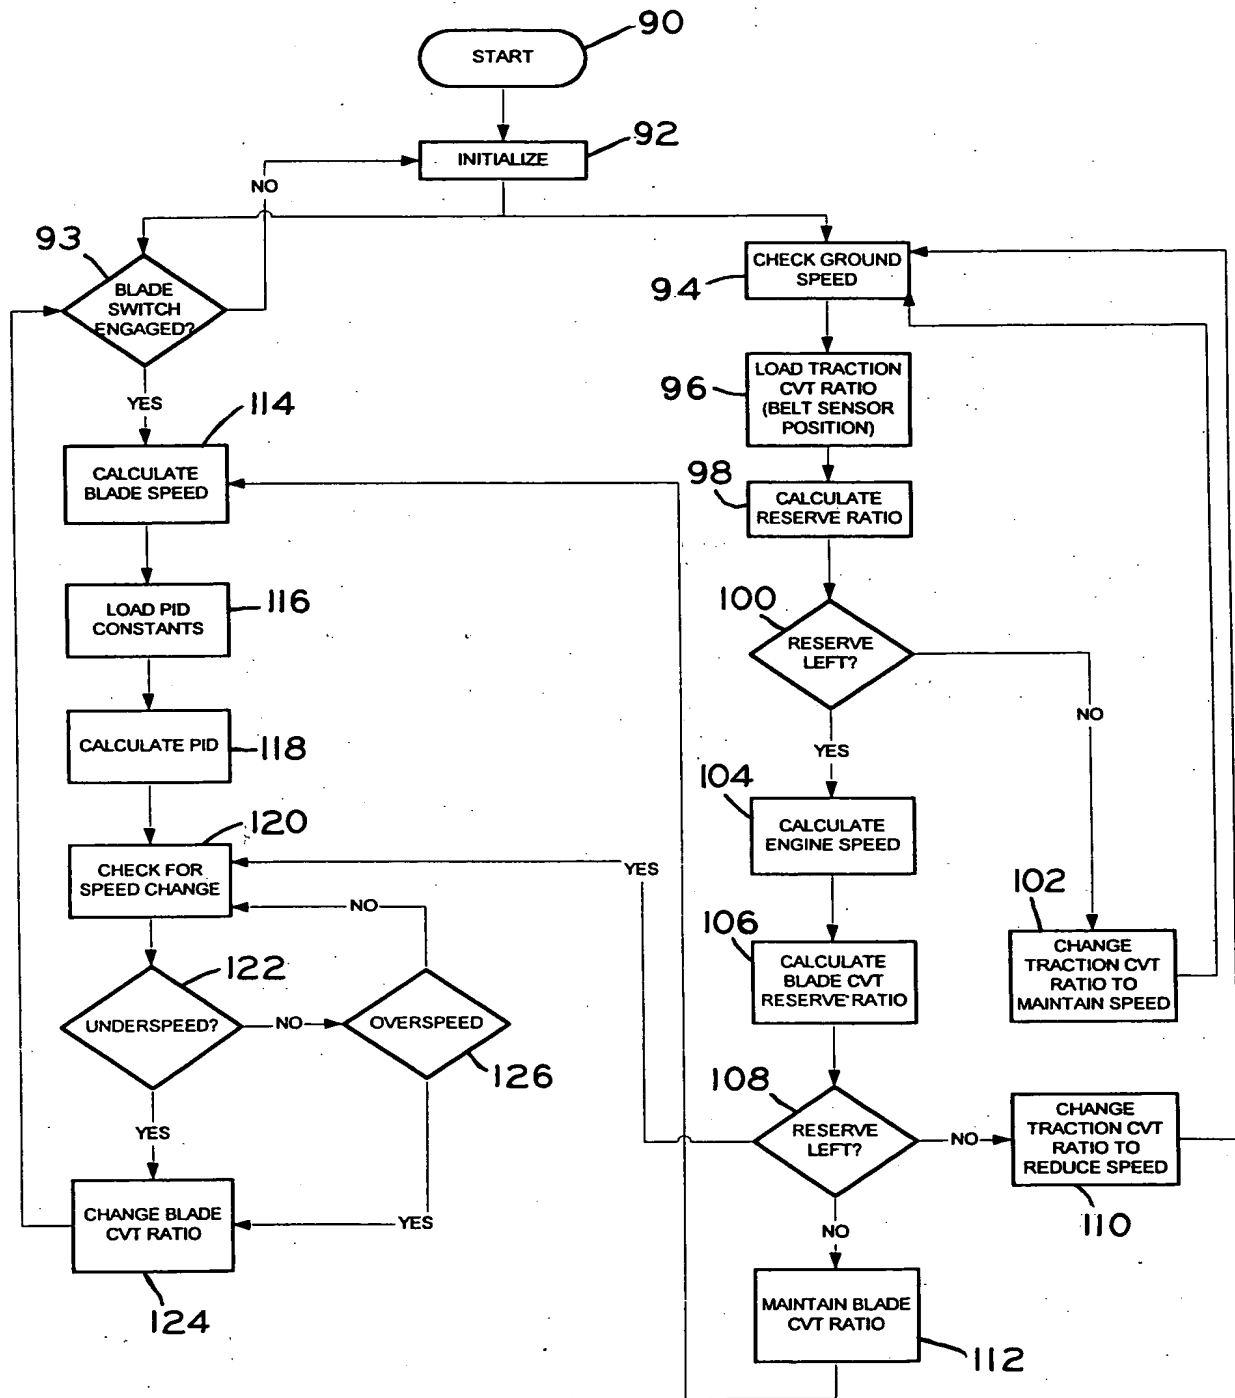 90
START
92
INITIALIZE
NO
93
BLADE
SWITCH
ENGAGED?
YES
94
CHECK GROUND
SPEED
96
LOAD TRACTION
CVT RATIO
(BELT SENSOR
POSITION)
98
CALCULATE
RESERVE RATIO
100
RESERVE
LEFT?
NO
YES
104
CALCULATE
ENGINE SPEED
102
CHANGE
TRACTION CVT
RATIO TO
MAINTAIN SPEED
106
CALCULATE
BLADE CVT
RESERVE RATIO
108
RESERVE
LEFT?
YES
NO
CHANGE
TRACTION CVT
RATIO TO
REDUCE SPEED
110
NO
MAINTAIN BLADE
CVT RATIO
112
114
CALCULATE
BLADE SPEED
LOAD PID
CONSTANTS
116
CALCULATE PID
118
120
CHECK FOR
SPEED CHANGE
NO
122
UNDERSPEED?
NO
OVERSPEED
126
YES
YES
CHANGE BLADE
CVT RATIO
124